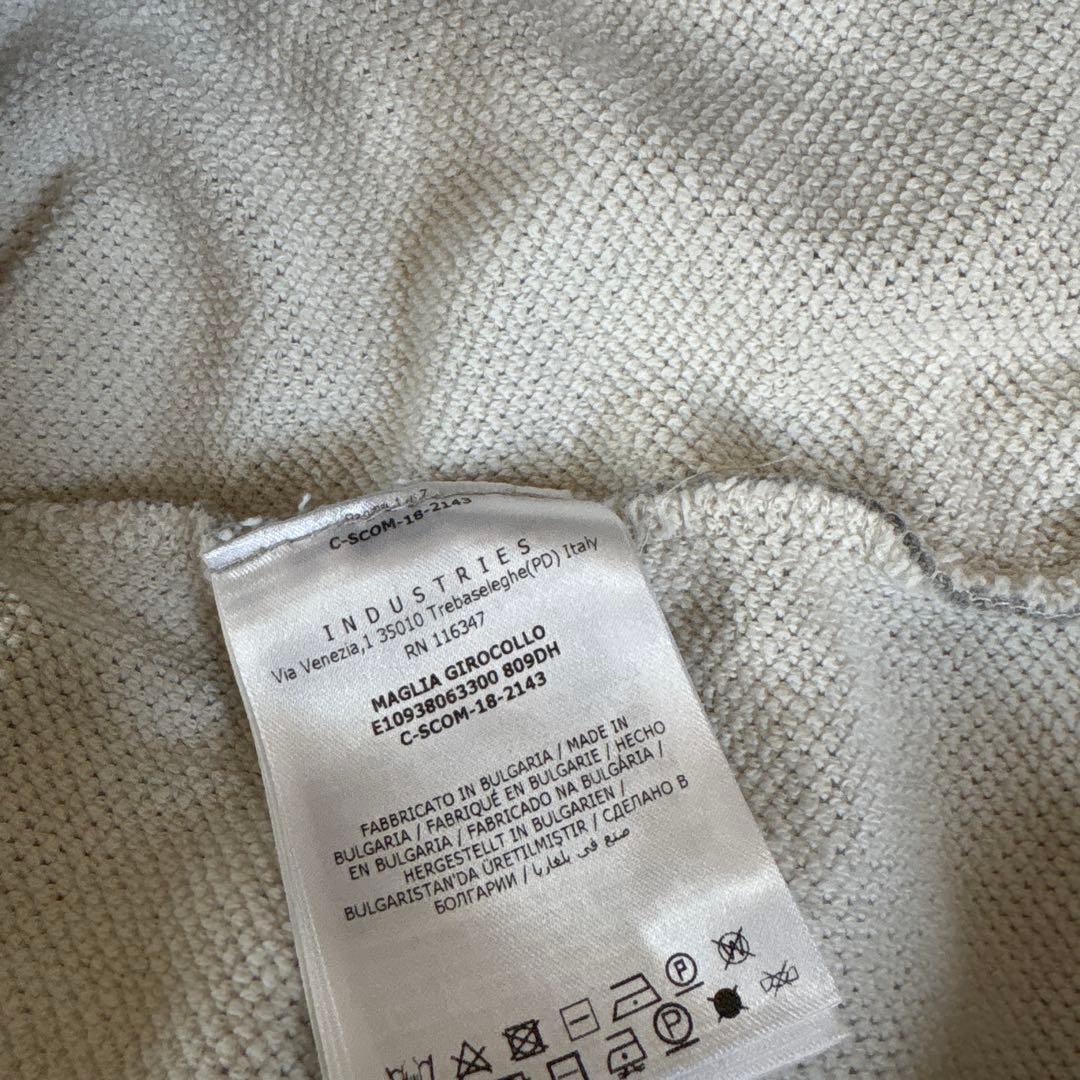 C-SCOM-18-2143
INDUSTRIES
Via Venezia,1 35010 Trebaseleghe(PD) Italy
RN 116347
MAGLIA GIROCOLLO
E10938063300 809DH
C-SCOM-18-2143
FABBRICATO IN BULGARIA / MADE IN
BULGARIA / FABRIQUÉ EN BULGARIE / HECHO
EN BULGARIA / FABRICADO NA BULGÁRIA /
HERGESTELLT IN BULGARIEN /
BULGARISTAN'DA ÜRETILMIŞTIR / СДЕЛАНО В
БОЛГАРИИ / صنع في بلغاريا
P
W
P